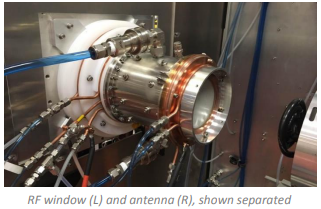 RF window (L) and antenna (R), shown separated